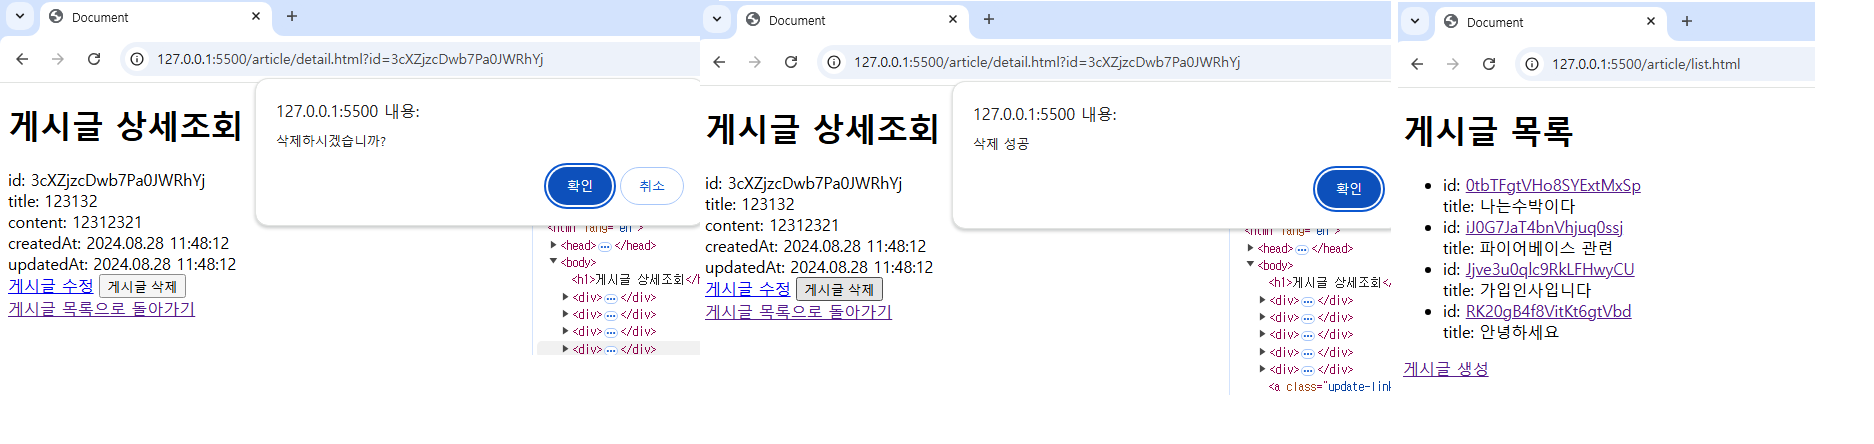 Document
127.0.0.1:5500/article/detail.html?id=3cXZjzcDwb7Pa0JWRhYj
127.0.0.1:5500 내용:
삭제하시겠습니까?
확인
취소
게시글 상세조회
id: 3cXZjzcDwb7Pa0JWRhYj
title: 123132
content: 12312321
createdAt: 2024.08.28 11:48:12
updatedAt: 2024.08.28 11:48:12
게시글 수정 게시글 삭제
게시글 목록으로 돌아가기
<html lang="en">
<head>⋯</head>
<body>
<h1>게시글 상세조회</h
<div>⋯</div>
<div>⋯</div>
<div>⋯</div>
<div>⋯</div>
Document
127.0.0.1:5500/article/detail.html?id=3cXZjzcDwb7Pa0JWRhYj
127.0.0.1:5500 내용:
삭제 성공
확인
게시글 상세조회
id: 3cXZjzcDwb7Pa0JWRhYj
title: 123132
content: 12312321
createdAt: 2024.08.28 11:48:12
updatedAt: 2024.08.28 11:48:12
게시글 수정 게시글 삭제
게시글 목록으로 돌아가기
<html lang="en">
<head>⋯</head>
<body>
<h1>게시글 상세조회</
<div>⋯</div>
<div>⋯</div>
<div>⋯</div>
<div>⋯</div>
<div>⋯</div>
<a class="update-lin
Document
127.0.0.1:5500/article/list.html
게시글 목록
id: 0tbTFgtVHo8SYExtMxSp
title: 나는수박이다
id: iJ0G7JaT4bnVhjuq0ssj
title: 파이어베이스 관련
id: Jjve3u0qlc9RkLFHwyCU
title: 가입인사입니다
id: RK20gB4f8VitKt6gtVbd
title: 안녕하세요
게시글 생성